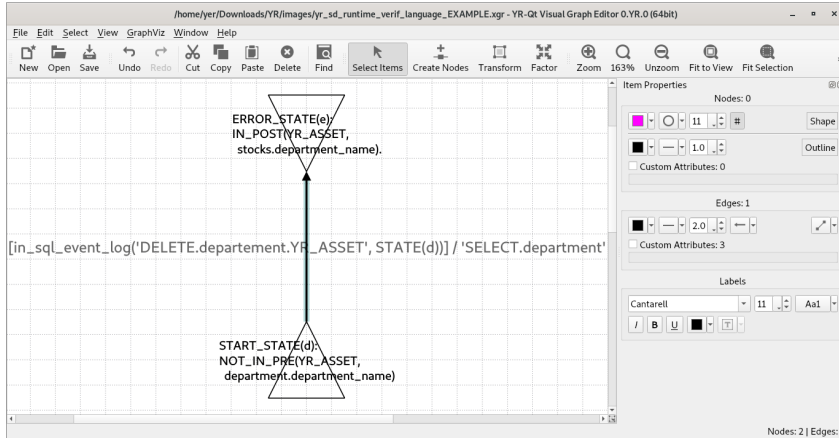 /home/yer/Downloads/YR/images/yr_sd_runtime_verif_language_EXAMPLE.xgr - YR-Qt Visual Graph Editor 0.YR.0 (64bit)
File Edit Select View GraphViz Window Help
New Open Save Undo Redo Cut Copy Paste Delete Find Select Items Create Nodes Transform Factor Zoom 163% Unzoom Fit to View Fit Selection
Item Properties
Nodes: 0
11 # Shape
1.0 Outline
Custom Attributes: 0
Edges: 1
2.0
Custom Attributes: 3
Labels
Cantarell 11 Aa1
I B U T
ERROR_STATE(e):
IN_POST(YR_ASSET,
stocks.department_name).
[in_sql_event_log('DELETE.departement.YR_ASSET', STATE(d))] / 'SELECT.department'
START_STATE(d):
NOT_IN_PRE(YR_ASSET,
department.department_name)
Nodes: 2 | Edges: